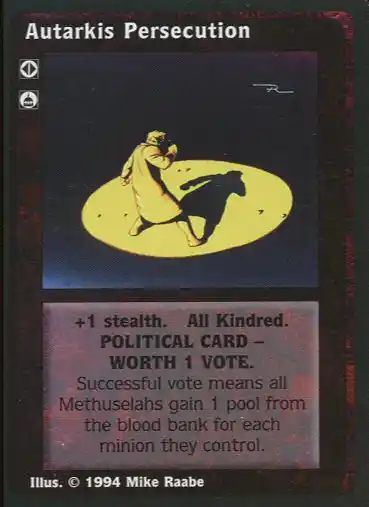 Autarkis Persecution
+1 stealth. All Kindred.
POLITICAL CARD –
WORTH 1 VOTE.
Successful vote means all
Methuselahs gain 1 pool from
the blood bank for each
minion they control.
Illus. © 1994 Mike Raabe